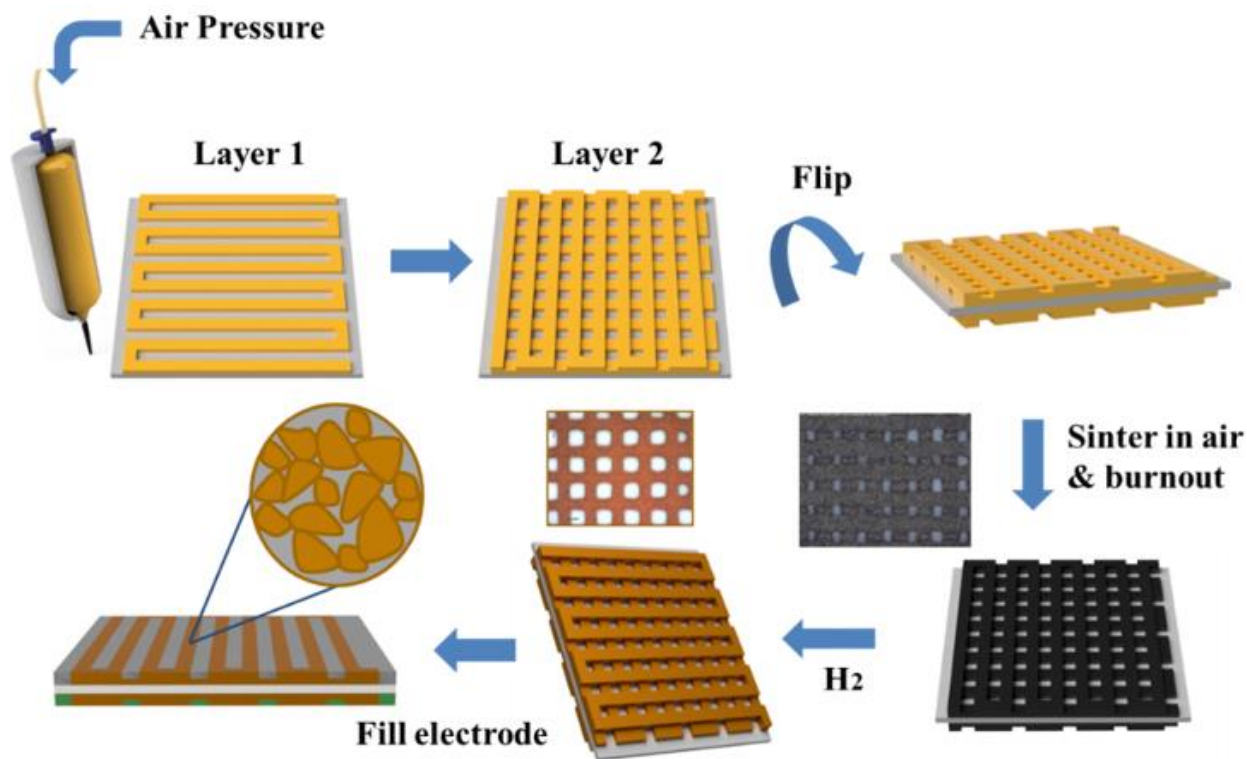 Air Pressure
Layer 1
Layer 2
Flip
Sinter in air
& burnout
H2
Fill electrode